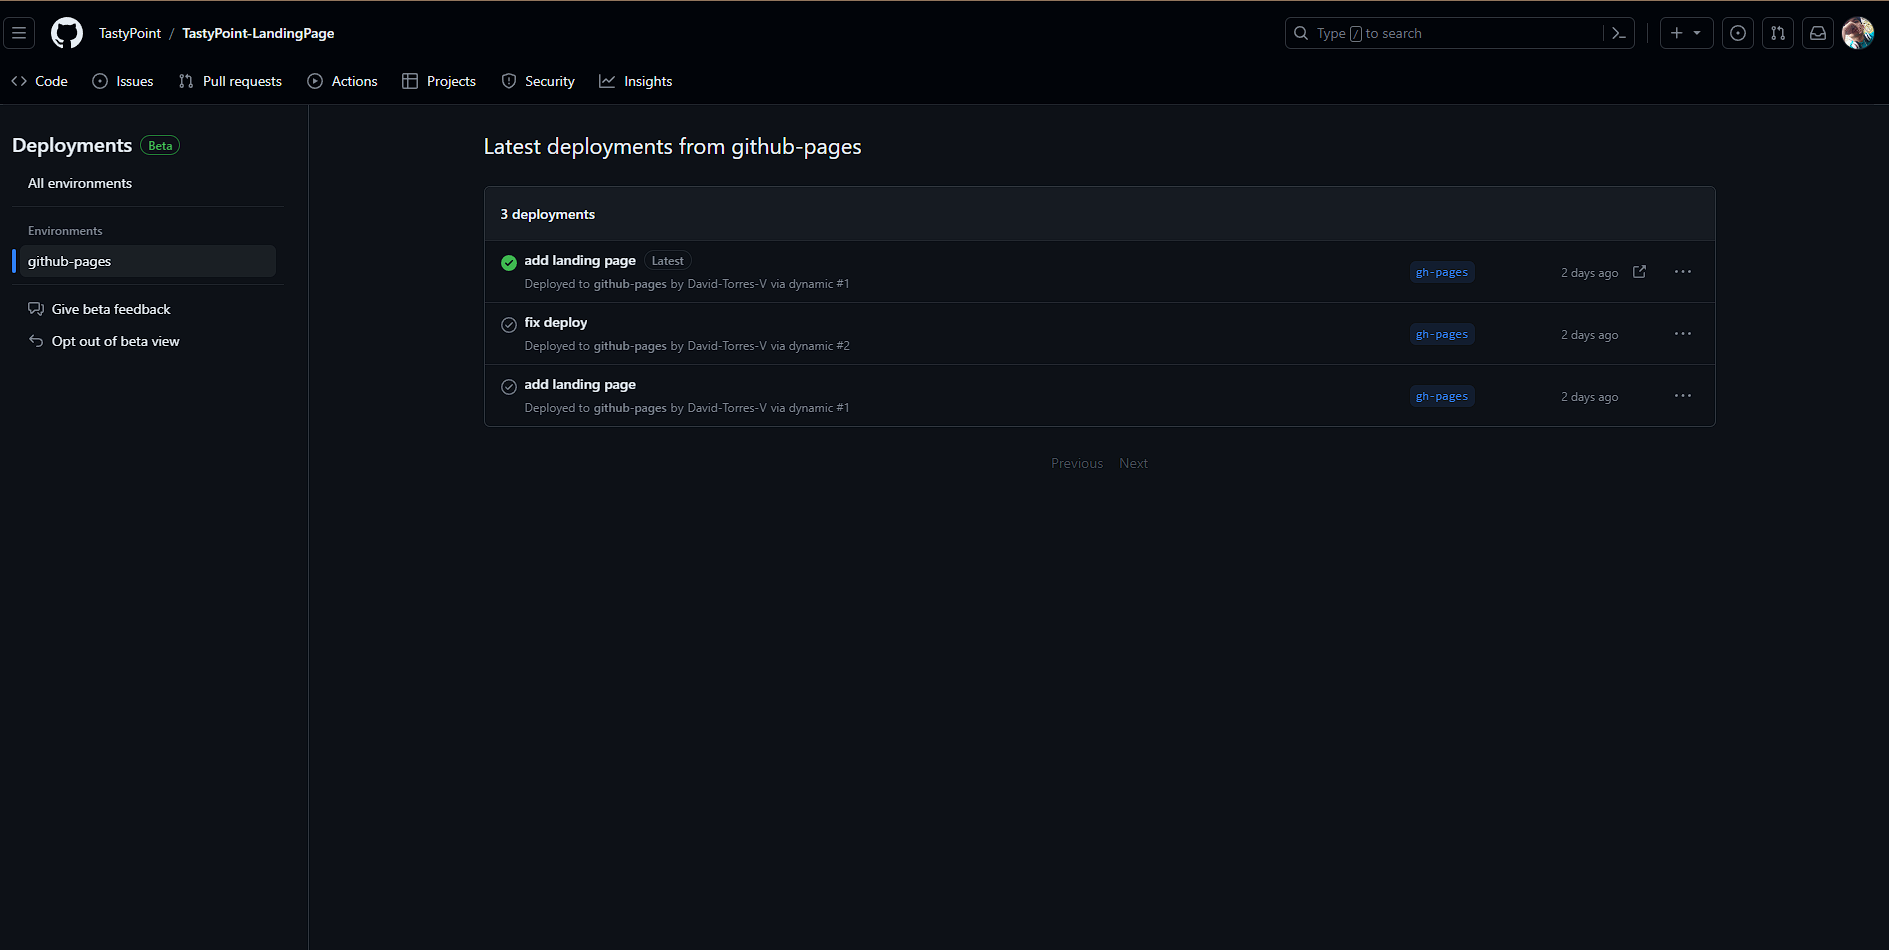 TastyPoint / TastyPoint-LandingPage
Type / to search
Code Issues Pull requests Actions Projects Security Insights
Deployments Beta
All environments
Environments
github-pages
Give beta feedback
Opt out of beta view
Latest deployments from github-pages
3 deployments
add landing page Latest
Deployed to github-pages by David-Torres-V via dynamic #1
gh-pages
2 days ago
fix deploy
Deployed to github-pages by David-Torres-V via dynamic #2
gh-pages
2 days ago
add landing page
Deployed to github-pages by David-Torres-V via dynamic #1
gh-pages
2 days ago
Previous Next